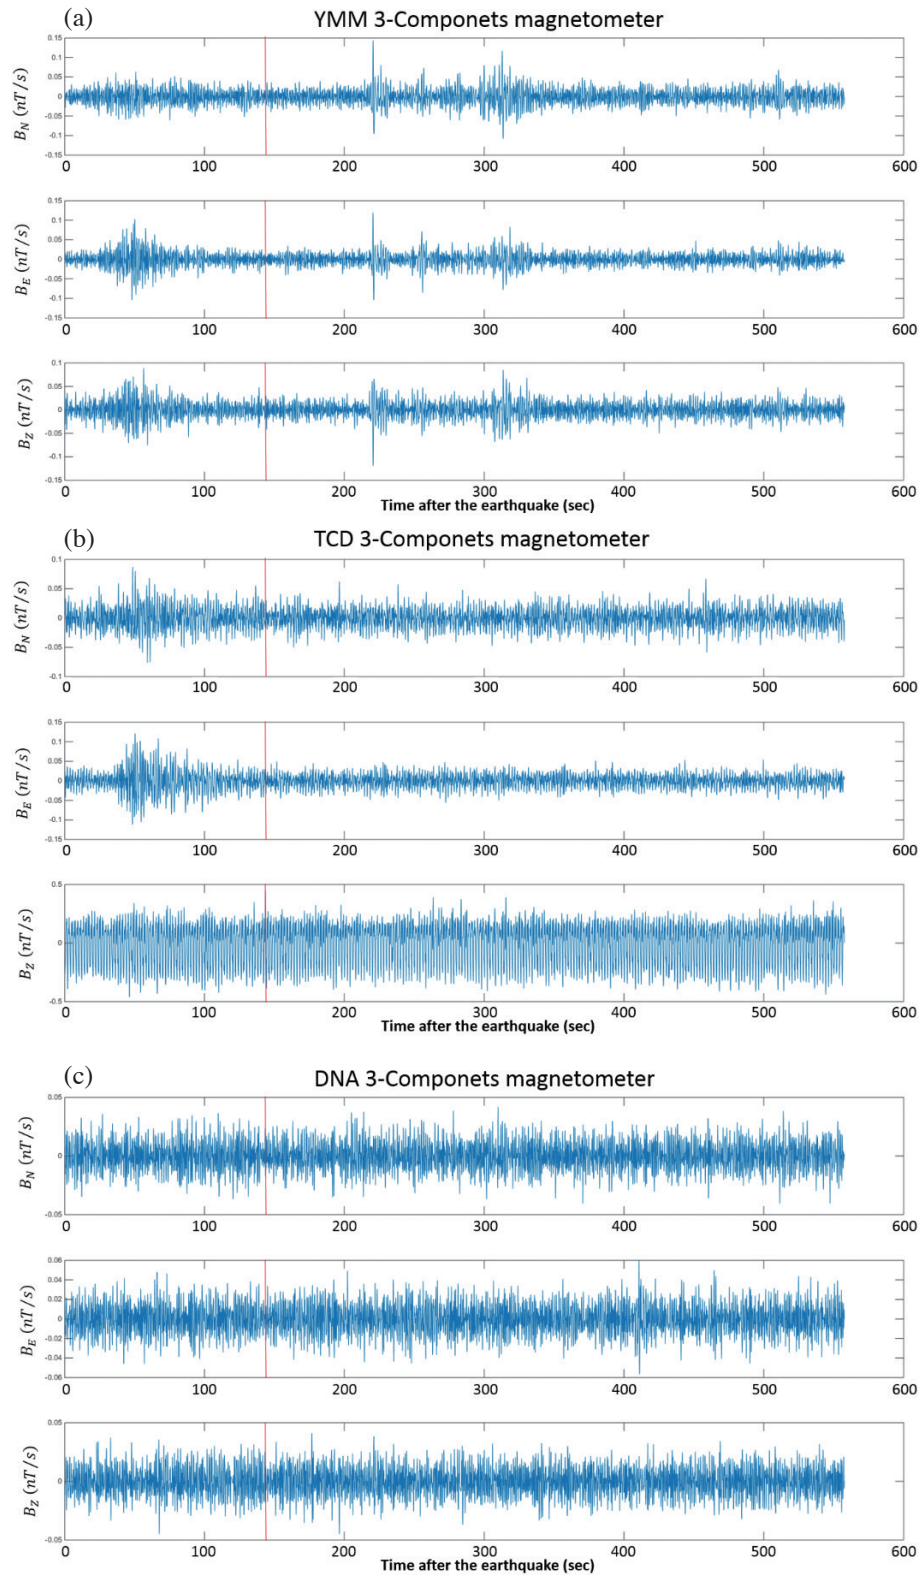 (a)
YMM 3-Componets magnetometer
B_N (nT/s)
0.15
0.1
0.05
0
-0.05
-0.1
-0.15
0 100 200 300 400 500 600
B_E (nT/s)
0.15
0.1
0.05
0
-0.05
-0.1
-0.15
0 100 200 300 400 500 600
B_Z (nT/s)
0.1
0.05
0
-0.05
-0.1
-0.15
0 100 200 300 400 500 600
Time after the earthquake (sec)
(b)
TCD 3-Componets magnetometer
B_N (nT/s)
0.1
0.05
0
-0.05
-0.1
0 100 200 300 400 500 600
B_E (nT/s)
0.15
0.1
0.05
0
-0.05
-0.1
-0.15
0 100 200 300 400 500 600
B_Z (nT/s)
0.5
0
-0.5
0 100 200 300 400 500 600
Time after the earthquake (sec)
(c)
DNA 3-Componets magnetometer
B_N (nT/s)
0.05
0
-0.05
0 100 200 300 400 500 600
B_E (nT/s)
0.06
0.04
0.02
0
-0.02
-0.04
-0.06
0 100 200 300 400 500 600
B_Z (nT/s)
0.05
0
-0.05
0 100 200 300 400 500 600
Time after the earthquake (sec)